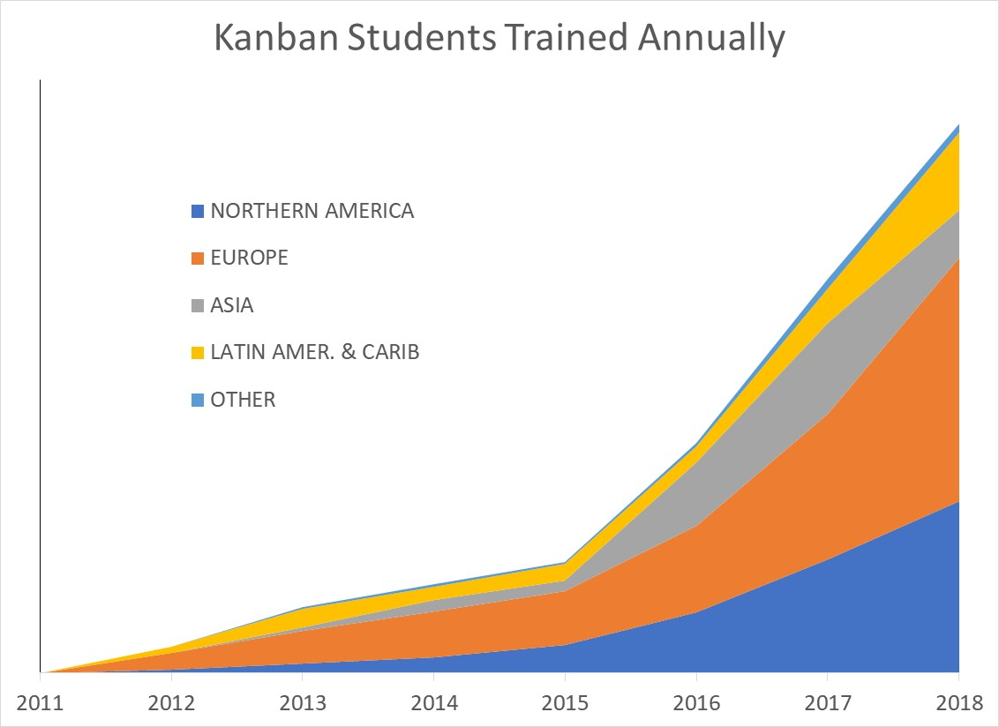 Kanban Students Trained Annually
NORTHERN AMERICA
EUROPE
ASIA
LATIN AMER. & CARIB
OTHER
2011 2012 2013 2014 2015 2016 2017 2018